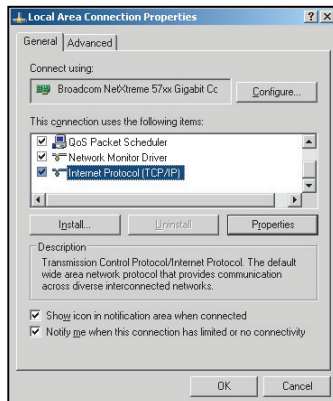 Local Area Connection Properties
General Advanced
Connect using:
Broadcom NetXtreme 57xx Gigabit Cc
Configure...
This connection uses the following items:
QoS Packet Scheduler
Network Monitor Driver
Internet Protocol (TCP/IP)
Install... Uninstall Properties
Description
Transmission Control Protocol/Internet Protocol. The default
wide area network protocol that provides communication
across diverse interconnected networks.
Show icon in notification area when connected
Notify me when this connection has limited or no connectivity
OK Cancel